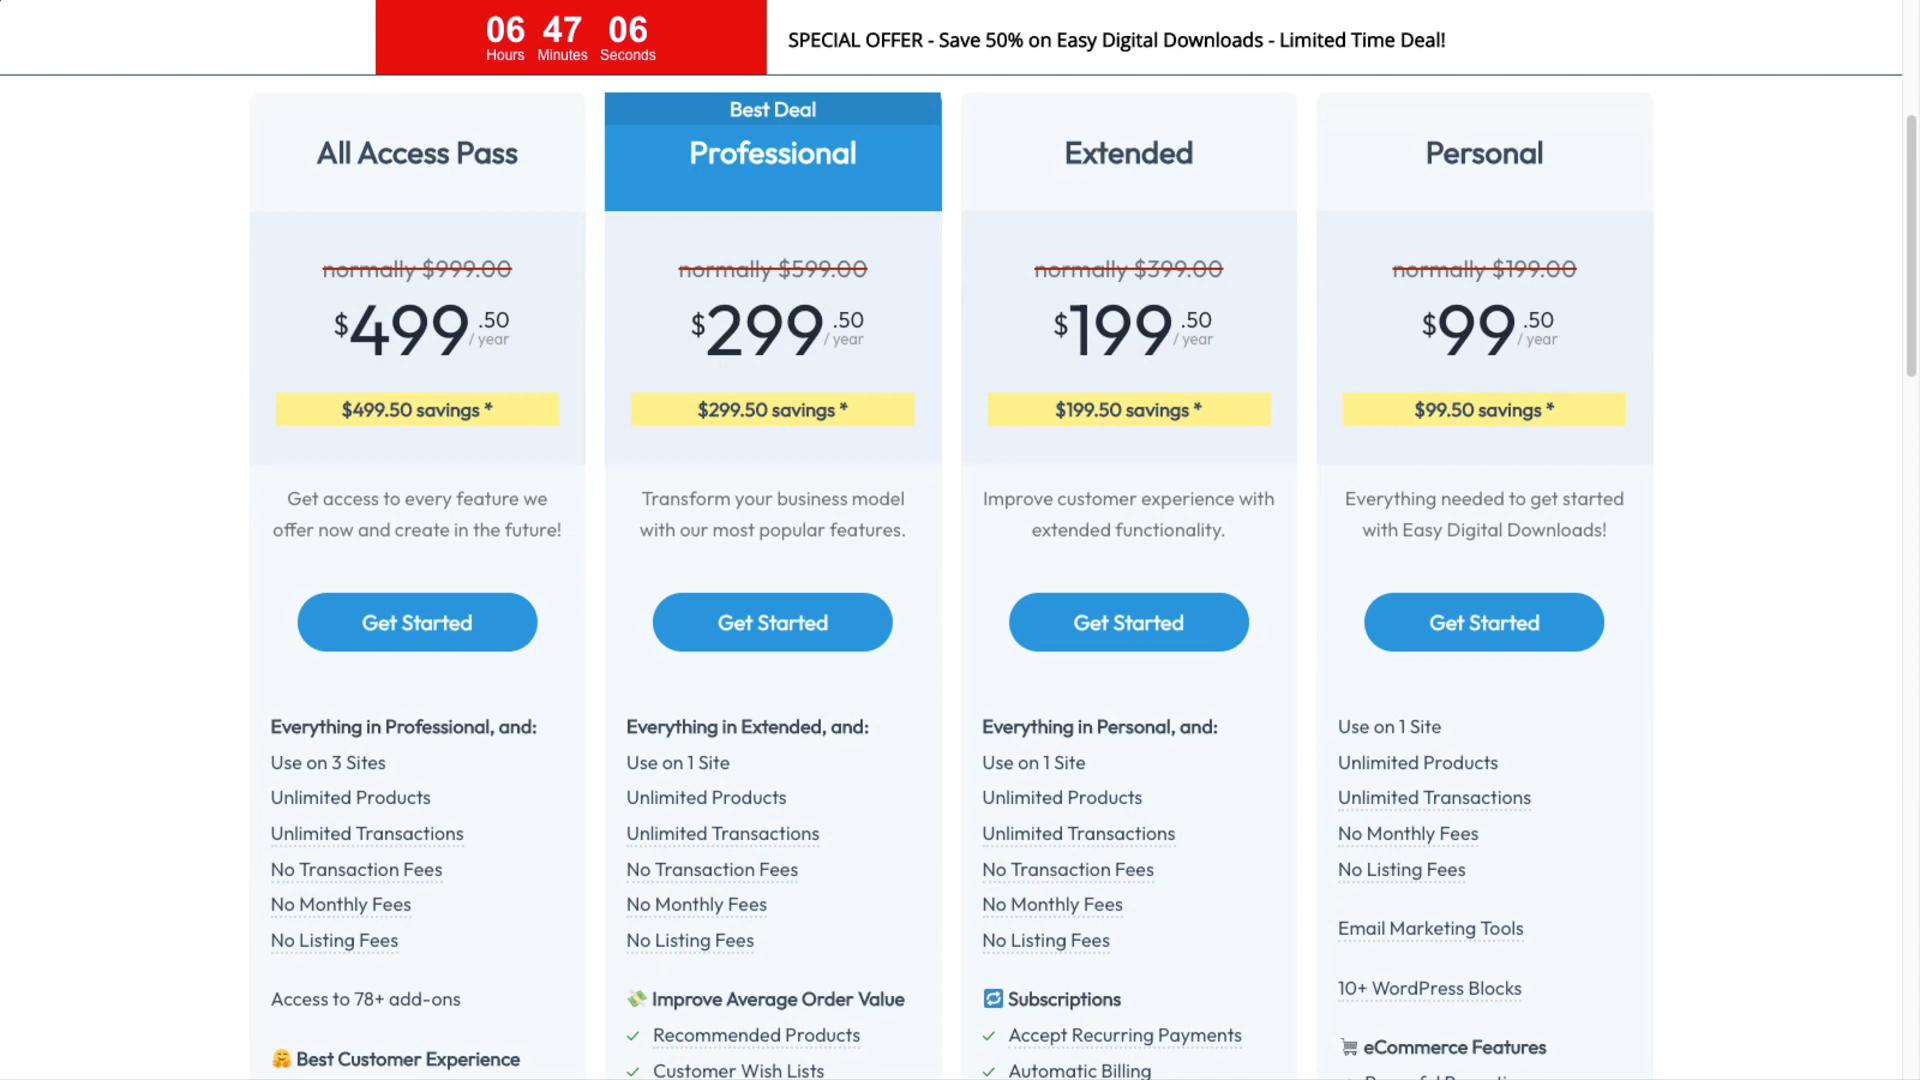 06 47 06
Hours Minutes Seconds
SPECIAL OFFER - Save 50% on Easy Digital Downloads - Limited Time Deal!
All Access Pass
normally $999.00
$499.50 / year
$499.50 savings *
Get access to every feature we
offer now and create in the future!
Get Started
Everything in Professional, and:
Use on 3 Sites
Unlimited Products
Unlimited Transactions
No Transaction Fees
No Monthly Fees
No Listing Fees
Access to 78+ add-ons
🤗 Best Customer Experience
Best Deal
Professional
normally $599.00
$299.50 / year
$299.50 savings *
Transform your business model
with our most popular features.
Get Started
Everything in Extended, and:
Use on 1 Site
Unlimited Products
Unlimited Transactions
No Transaction Fees
No Monthly Fees
No Listing Fees
💸 Improve Average Order Value
✓ Recommended Products
✓ Customer Wish Lists
Extended
normally $399.00
$199.50 / year
$199.50 savings *
Improve customer experience with
extended functionality.
Get Started
Everything in Personal, and:
Use on 1 Site
Unlimited Products
Unlimited Transactions
No Transaction Fees
No Monthly Fees
No Listing Fees
🔁 Subscriptions
✓ Accept Recurring Payments
✓ Automatic Billing
Personal
normally $199.00
$99.50 / year
$99.50 savings *
Everything needed to get started
with Easy Digital Downloads!
Get Started
Use on 1 Site
Unlimited Products
Unlimited Transactions
No Monthly Fees
No Listing Fees
Email Marketing Tools
10+ WordPress Blocks
🛒 eCommerce Features